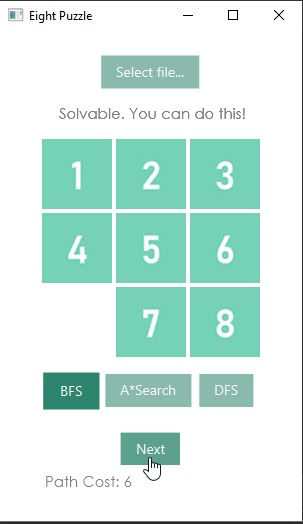 Eight Puzzle
Select file...
Solvable. You can do this!
1 2 3
4 5 6
7 8
BFS A*Search DFS
Next
Path Cost: 6